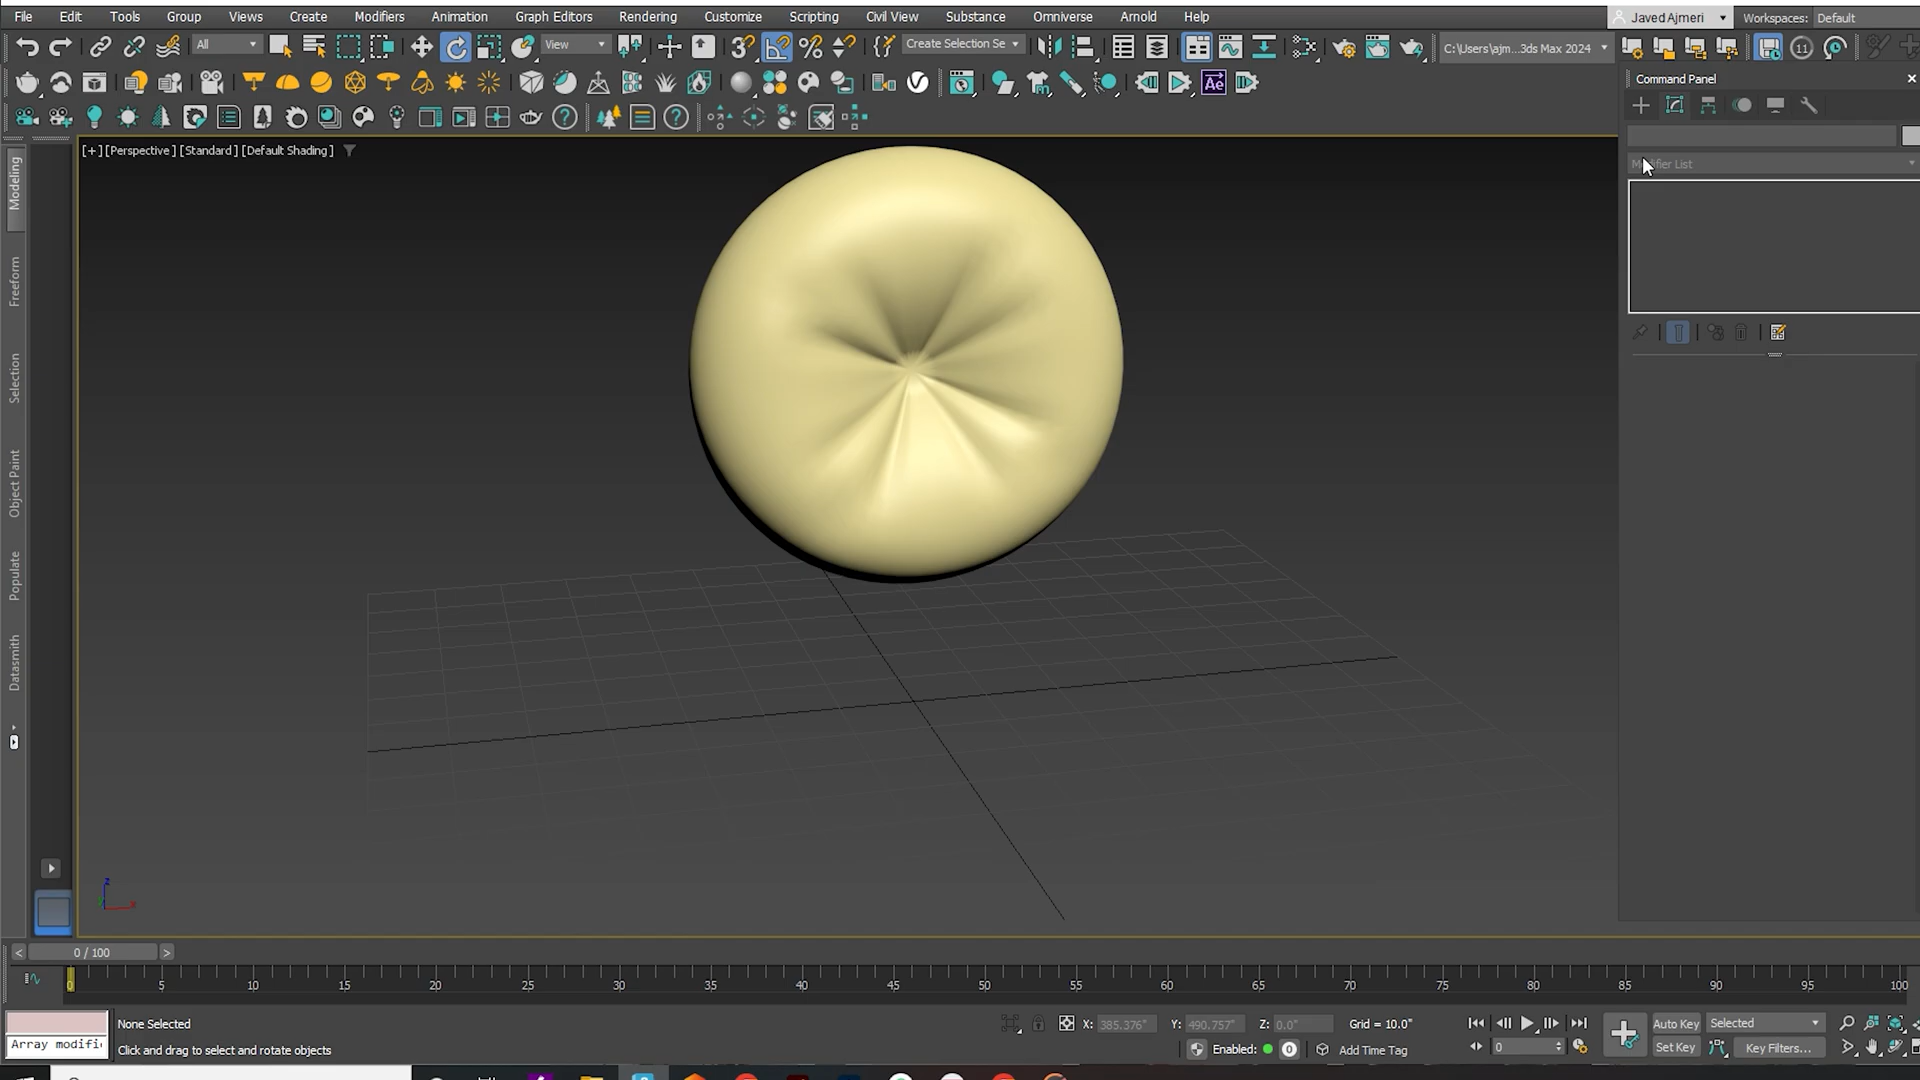 File Edit Tools Group Views Create Modifiers Animation Graph Editors Rendering Customize Scripting Civil View Substance Omniverse Arnold Help
Javed Ajmeri Workspaces: Default
All View Create Selection Se C:\Users\ajm...3ds Max 2024 11
Command Panel
Ae
[+] [Perspective] [Standard] [Default Shading]
Modeling
Freeform
Selection
Object Paint
Populate
Datasmith
z
x
0 / 100
0 5 10 15 20 25 30 35 40 45 50 55 60 65 70 75 80 85 90 95 100
None Selected X: 385.376" Y: 490.757" Z: 0.0" Grid = 10.0" Auto Key Selected
Array modifi
Click and drag to select and rotate objects Enabled: 0 Add Time Tag 0 Set Key Key Filters...